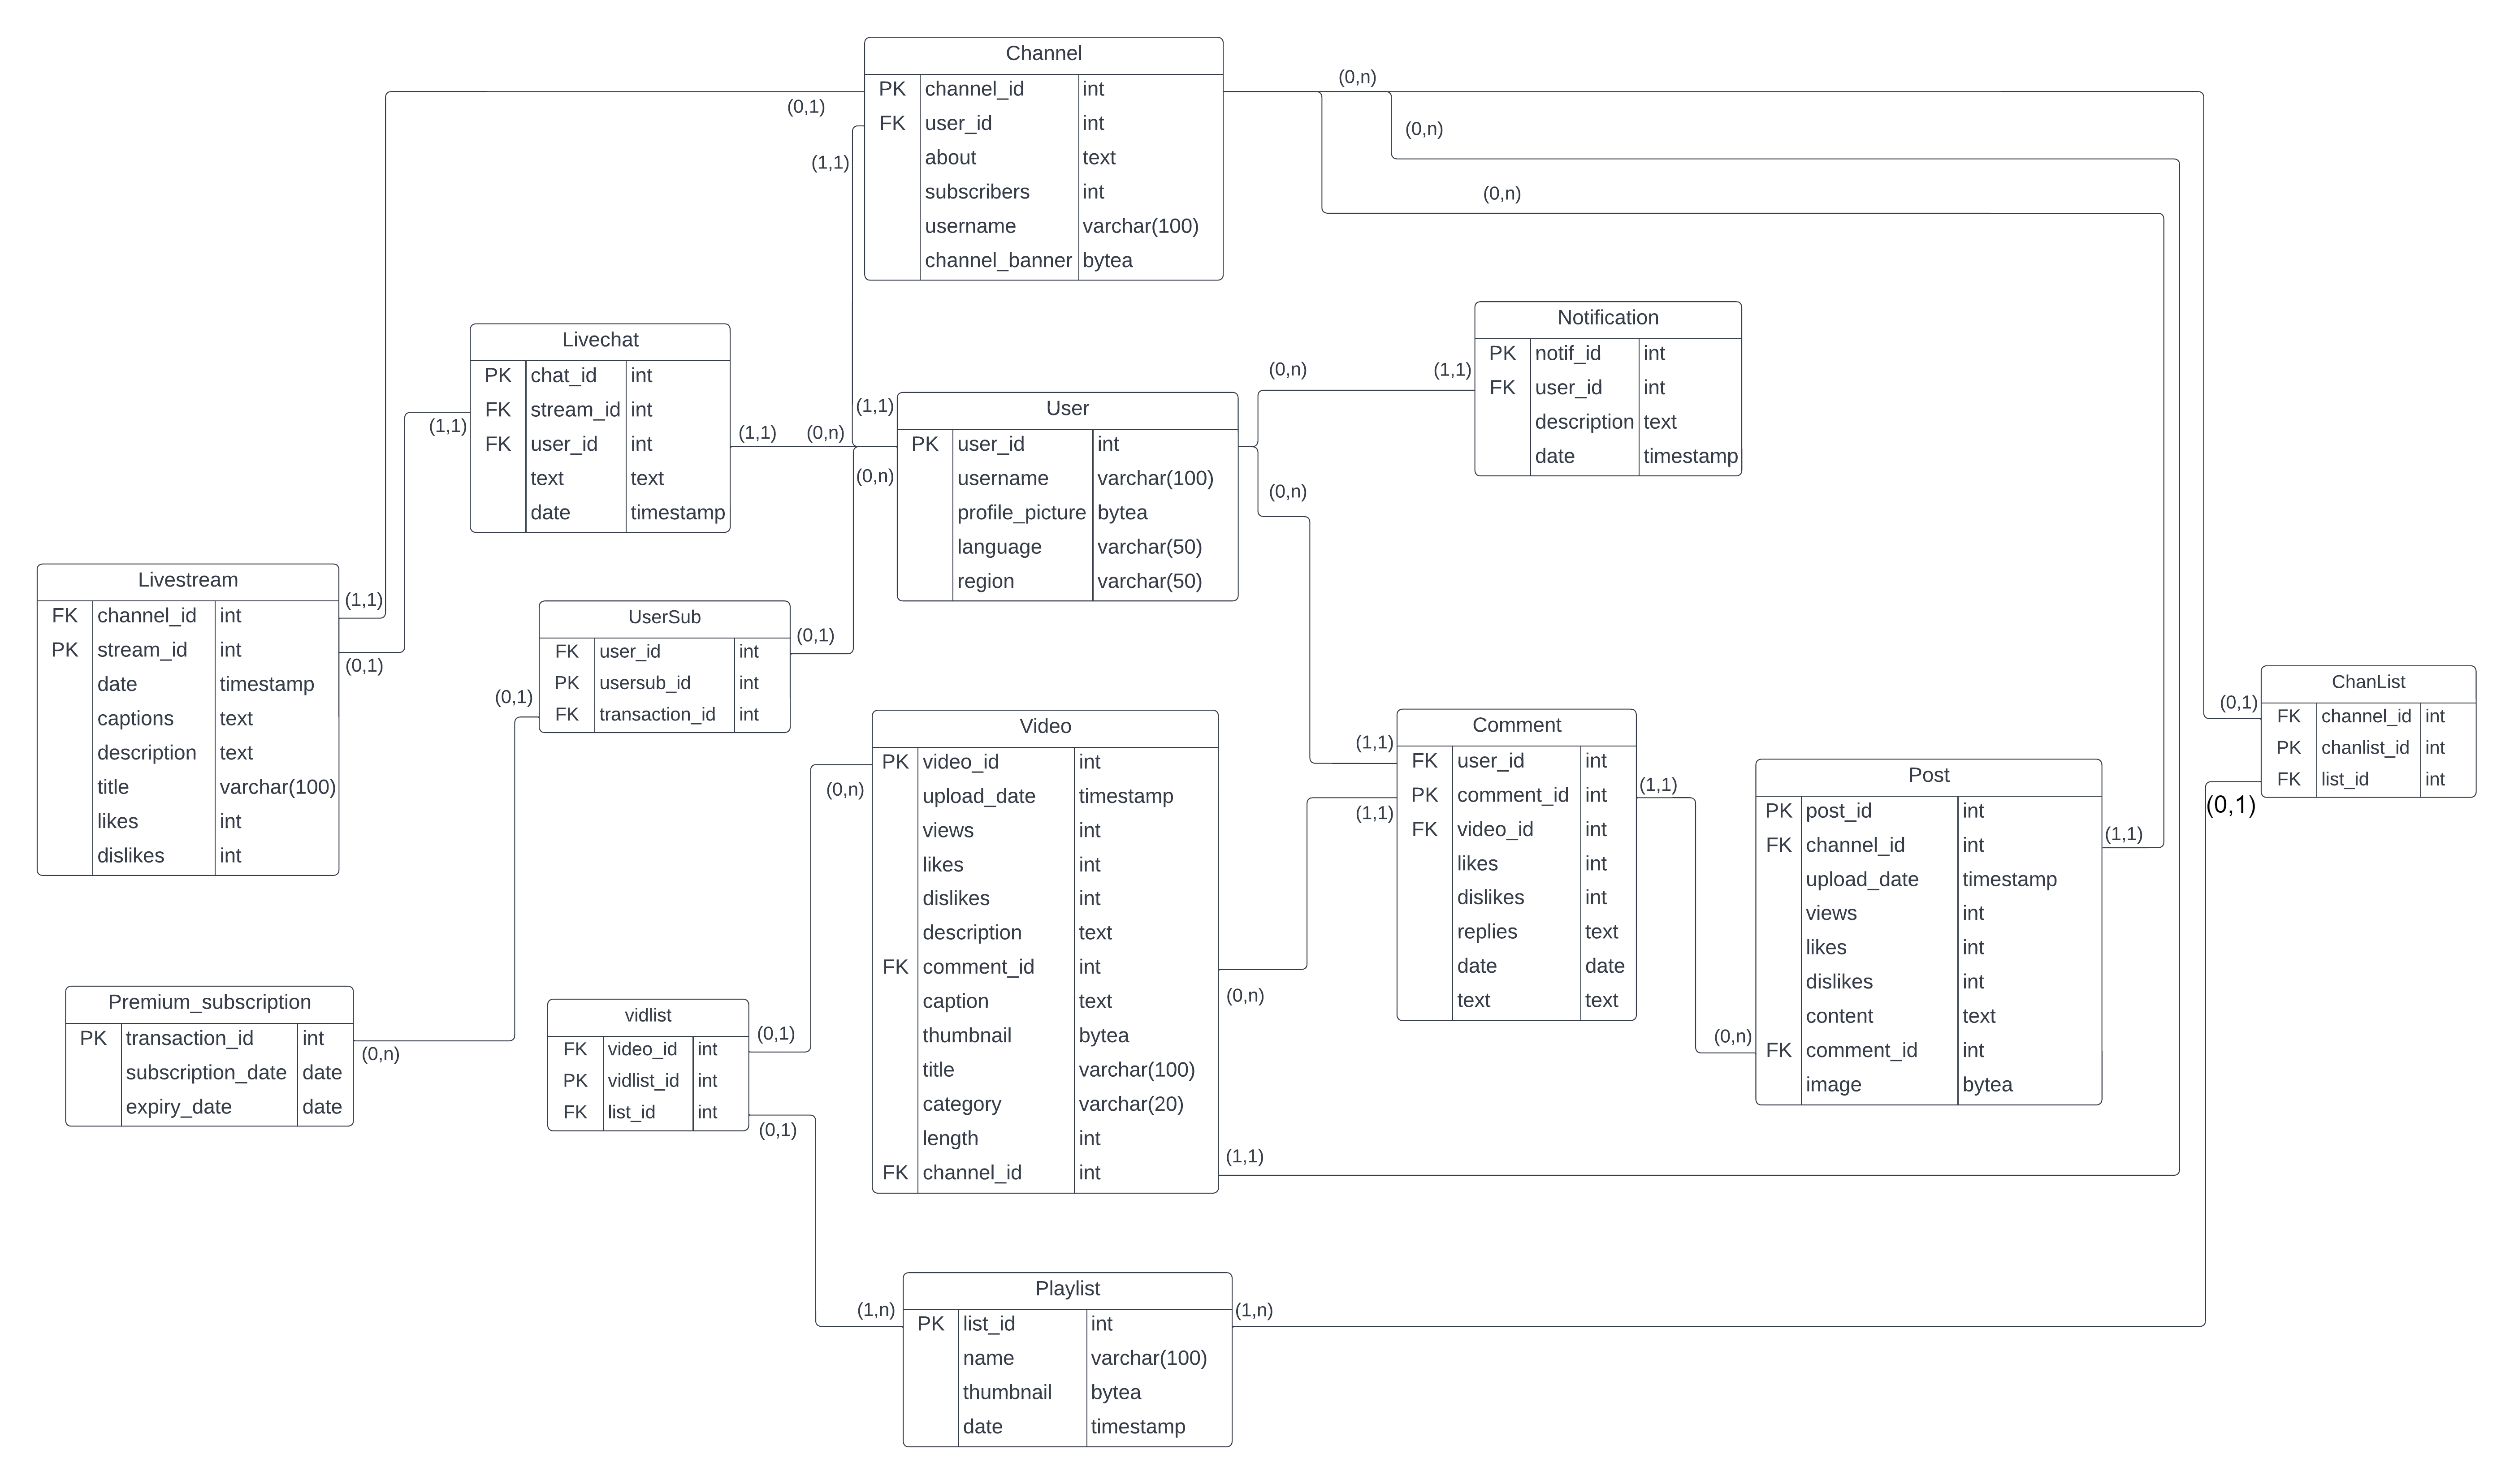 Channel
PK channel_id int
FK user_id int
about text
subscribers int
username varchar(100)
channel_banner bytea
(0,1)
(1,1)
(0,n)
(0,n)
(0,n)
Livechat
PK chat_id int
FK stream_id int
FK user_id int
text text
date timestamp
(1,1)
(1,1)
(0,n)
(1,1)
(0,n)
User
PK user_id int
username varchar(100)
profile_picture bytea
language varchar(50)
region varchar(50)
(0,n)
(1,1)
(0,n)
Notification
PK notif_id int
FK user_id int
description text
date timestamp
Livestream
FK channel_id int
PK stream_id int
date timestamp
captions text
description text
title varchar(100)
likes int
dislikes int
(1,1)
(0,1)
UserSub
FK user_id int
PK usersub_id int
FK transaction_id int
(0,1)
(0,1)
Video
PK video_id int
upload_date timestamp
views int
likes int
dislikes int
description text
FK comment_id int
caption text
thumbnail bytea
title varchar(100)
category varchar(20)
length int
FK channel_id int
(0,n)
(0,n)
(1,1)
Comment
FK user_id int
PK comment_id int
FK video_id int
likes int
dislikes int
replies text
date date
text text
(1,1)
(1,1)
(1,1)
Post
PK post_id int
FK channel_id int
upload_date timestamp
views int
likes int
dislikes int
content text
FK comment_id int
image bytea
(1,1)
(0,n)
ChanList
FK channel_id int
PK chanlist_id int
FK list_id int
(0,1)
(0,1)
Premium_subscription
PK transaction_id int
subscription_date date
expiry_date date
(0,n)
vidlist
FK video_id int
PK vidlist_id int
FK list_id int
(0,1)
(0,1)
Playlist
PK list_id int
name varchar(100)
thumbnail bytea
date timestamp
(1,n)
(1,n)